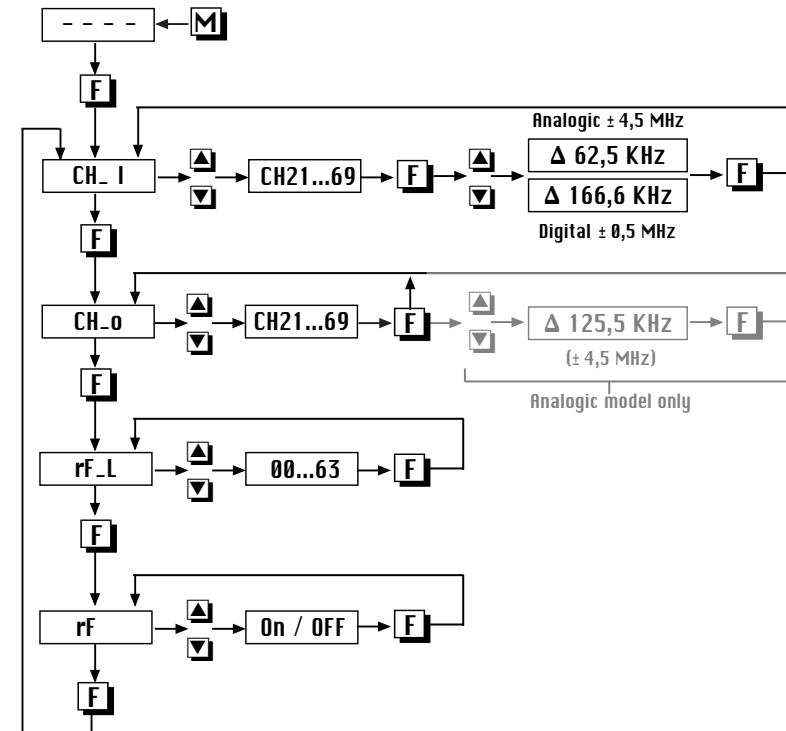 - - - - M
F
Analogic ± 4,5 MHz
CH_ I ▲ ▼ CH21...69 F ▲ ▼ Δ 62,5 KHz F
Δ 166,6 KHz
Digital ± 0,5 MHz
F
CH_o ▲ ▼ CH21...69 F ▲ ▼ Δ 125,5 KHz F
(± 4,5 MHz)
Analogic model only
F
rF_L ▲ ▼ 00...63 F
F
rF ▲ ▼ On / OFF F
F